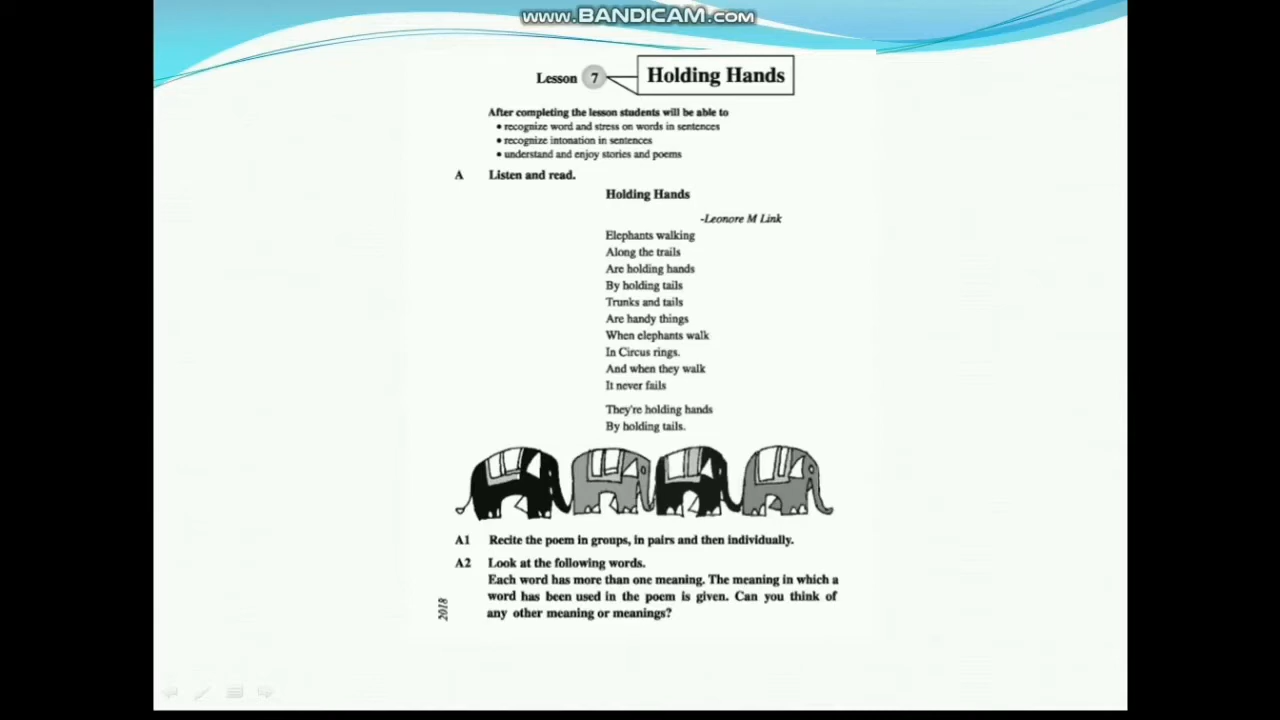 www.BANDICAM.com
Lesson 7 Holding Hands
After completing the lesson students will be able to
• recognize word and stress on words in sentences
• recognize intonation in sentences
• understand and enjoy stories and poems
A Listen and read.
Holding Hands
-Leonore M Link
Elephants walking
Along the trails
Are holding hands
By holding tails
Trunks and tails
Are handy things
When elephants walk
In Circus rings.
And when they walk
It never fails
They're holding hands
By holding tails.
A1 Recite the poem in groups, in pairs and then individually.
A2 Look at the following words.
Each word has more than one meaning. The meaning in which a
word has been used in the poem is given. Can you think of
any other meaning or meanings?
2018